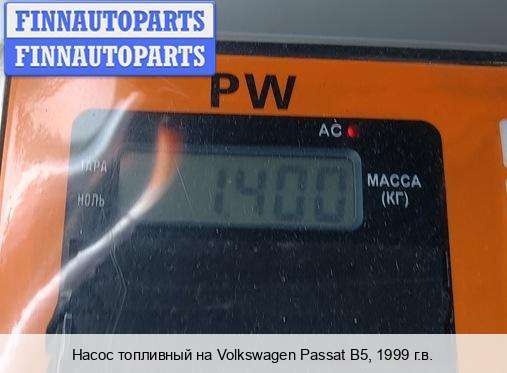 FINNAUTOPARTS
FINNAUTOPARTS
PW
AC
ТАРА
1400
МАССА
(КГ)
НОЛЬ
Насос топливный на Volkswagen Passat B5, 1999 г.в.